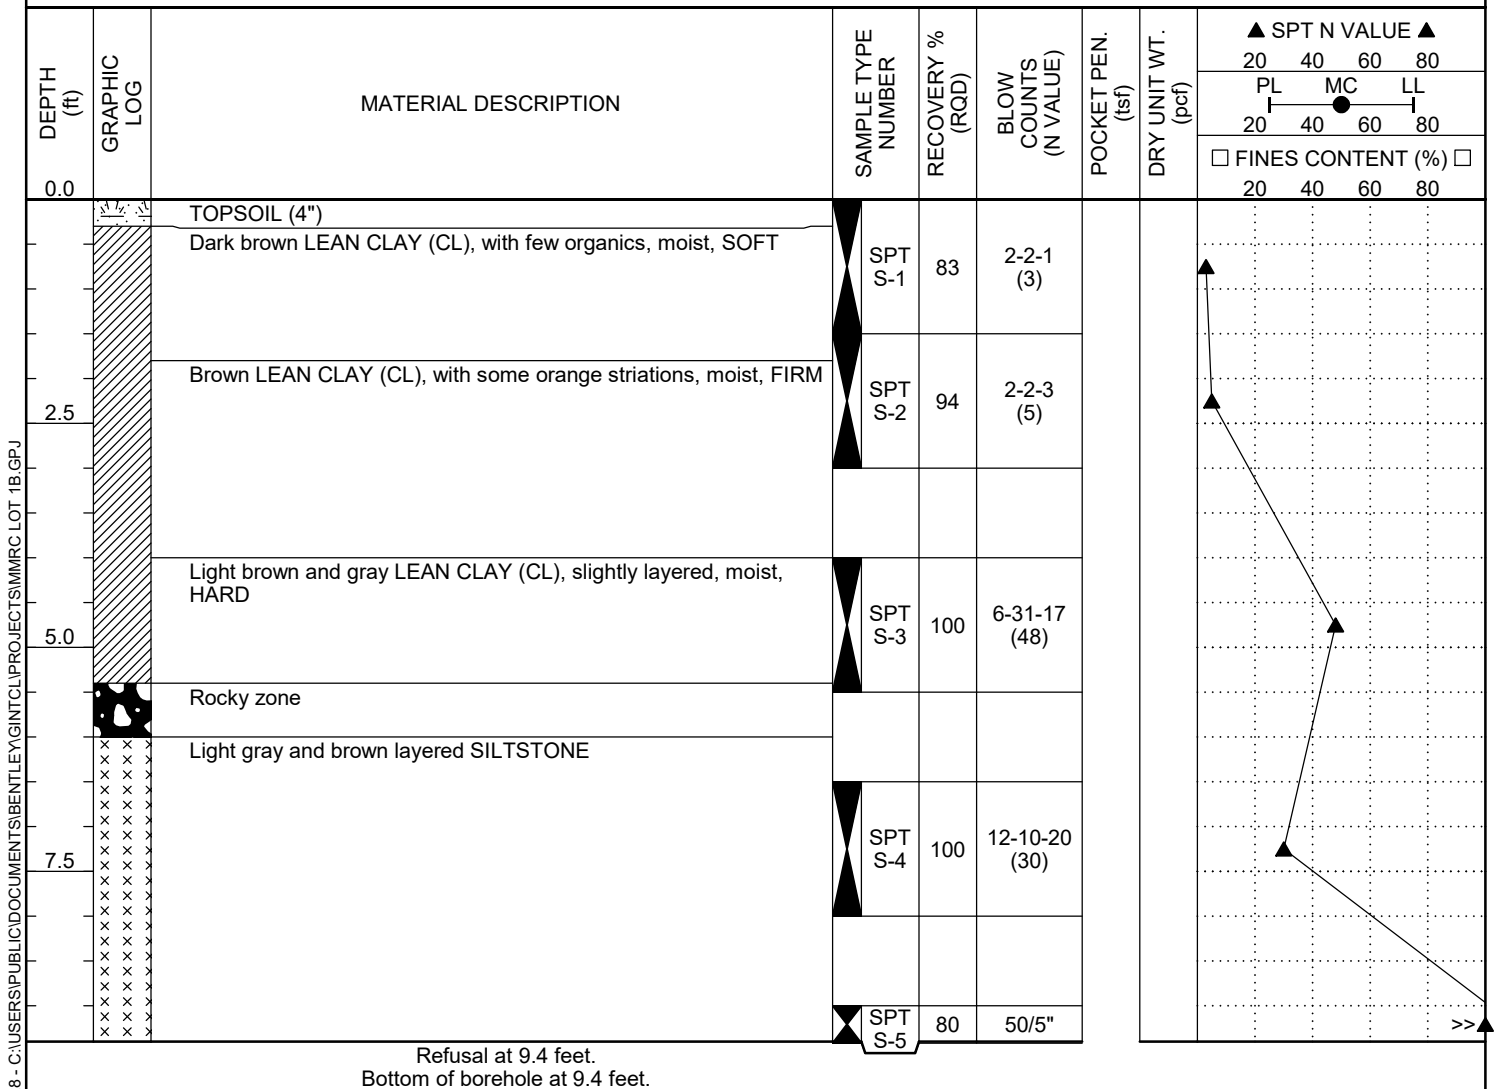 DEPTH
(ft)
GRAPHIC
LOG
MATERIAL DESCRIPTION
SAMPLE TYPE
NUMBER
RECOVERY %
(RQD)
BLOW
COUNTS
(N VALUE)
POCKET PEN.
(tsf)
DRY UNIT WT.
(pcf)
▲ SPT N VALUE ▲
20 40 60 80
PL MC LL
20 40 60 80
□ FINES CONTENT (%) □
20 40 60 80
0.0
TOPSOIL (4")
Dark brown LEAN CLAY (CL), with few organics, moist, SOFT
SPT
S-1
83
2-2-1
(3)
Brown LEAN CLAY (CL), with some orange striations, moist, FIRM
2.5
SPT
S-2
94
2-2-3
(5)
Light brown and gray LEAN CLAY (CL), slightly layered, moist,
HARD
5.0
SPT
S-3
100
6-31-17
(48)
Rocky zone
Light gray and brown layered SILTSTONE
7.5
SPT
S-4
100
12-10-20
(30)
SPT
S-5
80
50/5"
>>
Refusal at 9.4 feet.
Bottom of borehole at 9.4 feet.
8 - C:\USERS\PUBLIC\DOCUMENTS\BENTLEY\GINTCL\PROJECTS\MMRC LOT 1B.GPJ